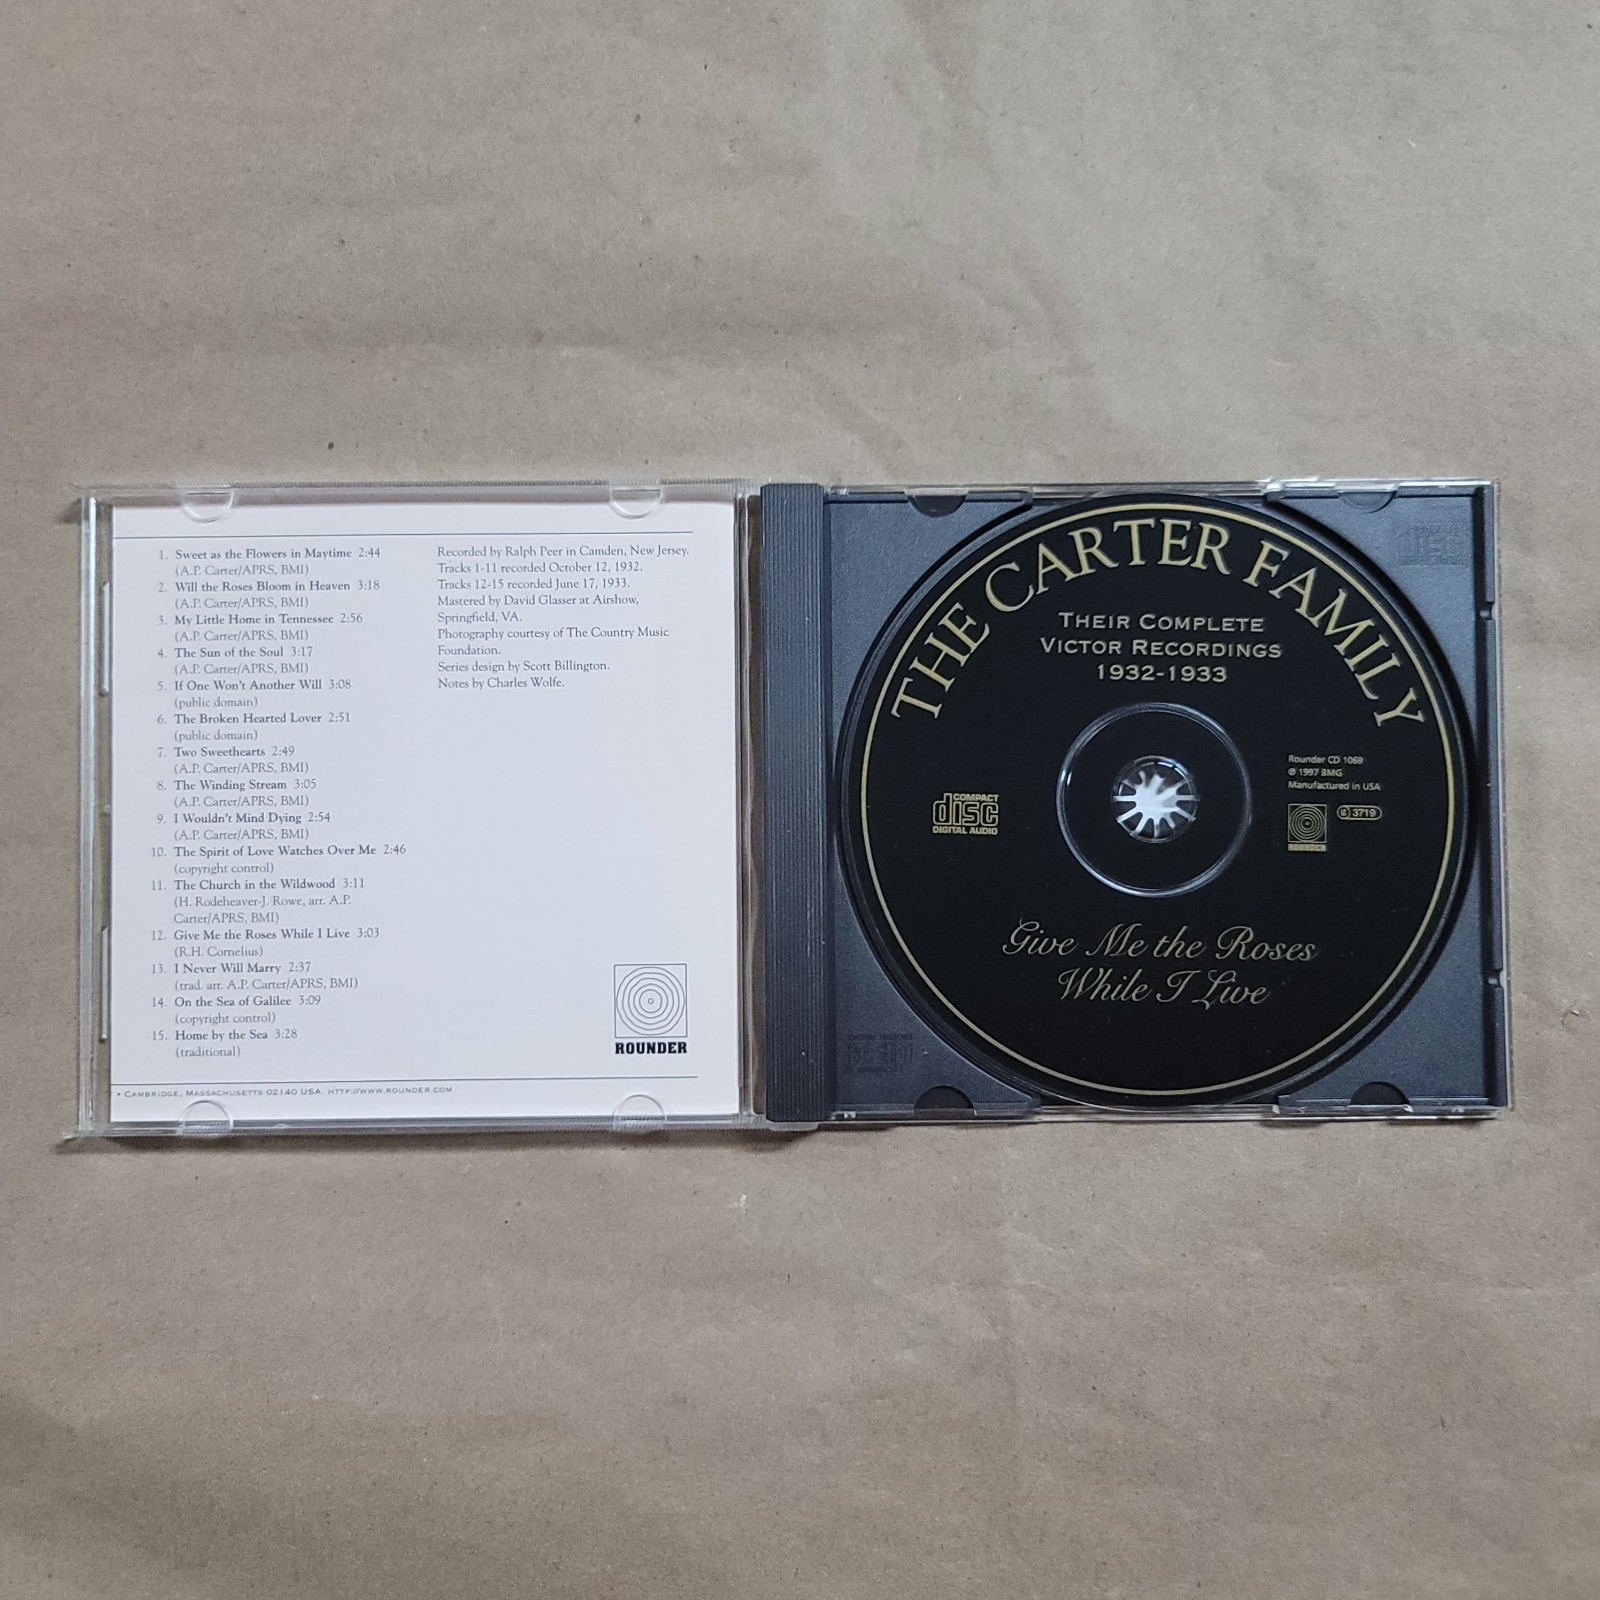 1. Sweet as the Flowers in Maytime 2:44
(A.P. Carter/APRS, BMI)
2. Will the Roses Bloom in Heaven 3:18
(A.P. Carter/APRS, BMI)
3. My Little Home in Tennessee 2:56
(A.P. Carter/APRS, BMI)
4. The Sun of the Soul 3:17
(A.P. Carter/APRS, BMI)
5. If One Won't Another Will 3:08
(public domain)
6. The Broken Hearted Lover 2:51
(public domain)
7. Two Sweethearts 2:49
(A.P. Carter/APRS, BMI)
8. The Winding Stream 3:05
(A.P. Carter/APRS, BMI)
9. I Wouldn't Mind Dying 2:54
(A.P. Carter/APRS, BMI)
10. The Spirit of Love Watches Over Me 2:46
(copyright control)
11. The Church in the Wildwood 3:11
(H. Rodeheaver-J. Rowe, arr. A.P.
Carter/APRS, BMI)
12. Give Me the Roses While I Live 3:03
(R.H. Cornelius)
13. I Never Will Marry 2:37
(trad. arr. A.P. Carter/APRS, BMI)
14. On the Sea of Galilee 3:09
(copyright control)
15. Home by the Sea 3:28
(traditional)
Recorded by Ralph Peer in Camden, New Jersey.
Tracks 1-11 recorded October 12, 1932.
Tracks 12-15 recorded June 17, 1933.
Mastered by David Glasser at Airshow,
Springfield, VA.
Photography courtesy of The Country Music
Foundation.
Series design by Scott Billington.
Notes by Charles Wolfe.
ROUNDER
• CAMBRIDGE, MASSACHUSETTS 02140 USA. HTTP://WWW.ROUNDER.COM
THE CARTER FAMILY
THEIR COMPLETE
VICTOR RECORDINGS
1932-1933
COMPACT
disc
DIGITAL AUDIO
Rounder CD 1069
℗ 1997 BMG
Manufactured in USA
3719
ROUNDER
Give Me the Roses
While I Live